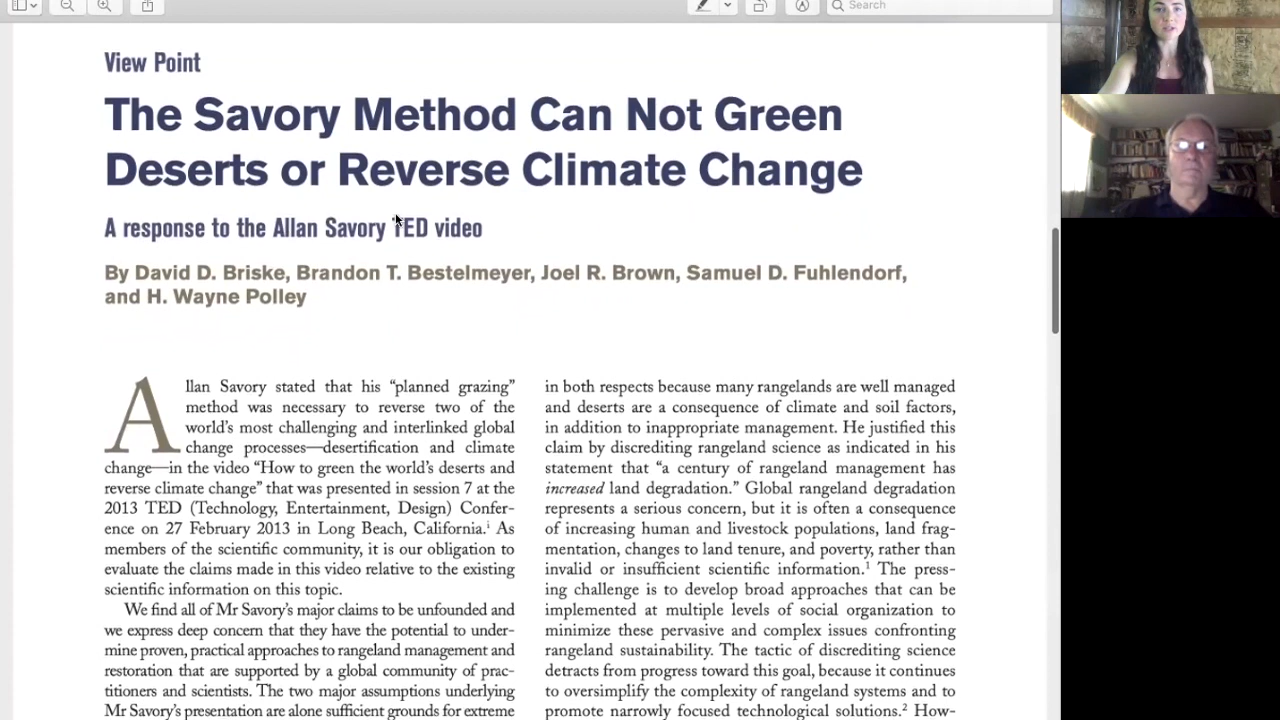 Search
View Point
The Savory Method Can Not Green
Deserts or Reverse Climate Change
A response to the Allan Savory TED video
By David D. Briske, Brandon T. Bestelmeyer, Joel R. Brown, Samuel D. Fuhlendorf,
and H. Wayne Polley
Allan Savory stated that his “planned grazing”
method was necessary to reverse two of the
world’s most challenging and interlinked global
change processes—desertification and climate
change—in the video “How to green the world’s deserts and
reverse climate change” that was presented in session 7 at the
2013 TED (Technology, Entertainment, Design) Confer-
ence on 27 February 2013 in Long Beach, California.i As
members of the scientific community, it is our obligation to
evaluate the claims made in this video relative to the existing
scientific information on this topic.
We find all of Mr Savory’s major claims to be unfounded and
we express deep concern that they have the potential to under-
mine proven, practical approaches to rangeland management and
restoration that are supported by a global community of prac-
titioners and scientists. The two major assumptions underlying
Mr Savory’s presentation are alone sufficient grounds for extreme
in both respects because many rangelands are well managed
and deserts are a consequence of climate and soil factors,
in addition to inappropriate management. He justified this
claim by discrediting rangeland science as indicated in his
statement that “a century of rangeland management has
increased land degradation.” Global rangeland degradation
represents a serious concern, but it is often a consequence
of increasing human and livestock populations, land frag-
mentation, changes to land tenure, and poverty, rather than
invalid or insufficient scientific information.1 The press-
ing challenge is to develop broad approaches that can be
implemented at multiple levels of social organization to
minimize these pervasive and complex issues confronting
rangeland sustainability. The tactic of discrediting science
detracts from progress toward this goal, because it continues
to oversimplify the complexity of rangeland systems and to
promote narrowly focused technological solutions.2 How-